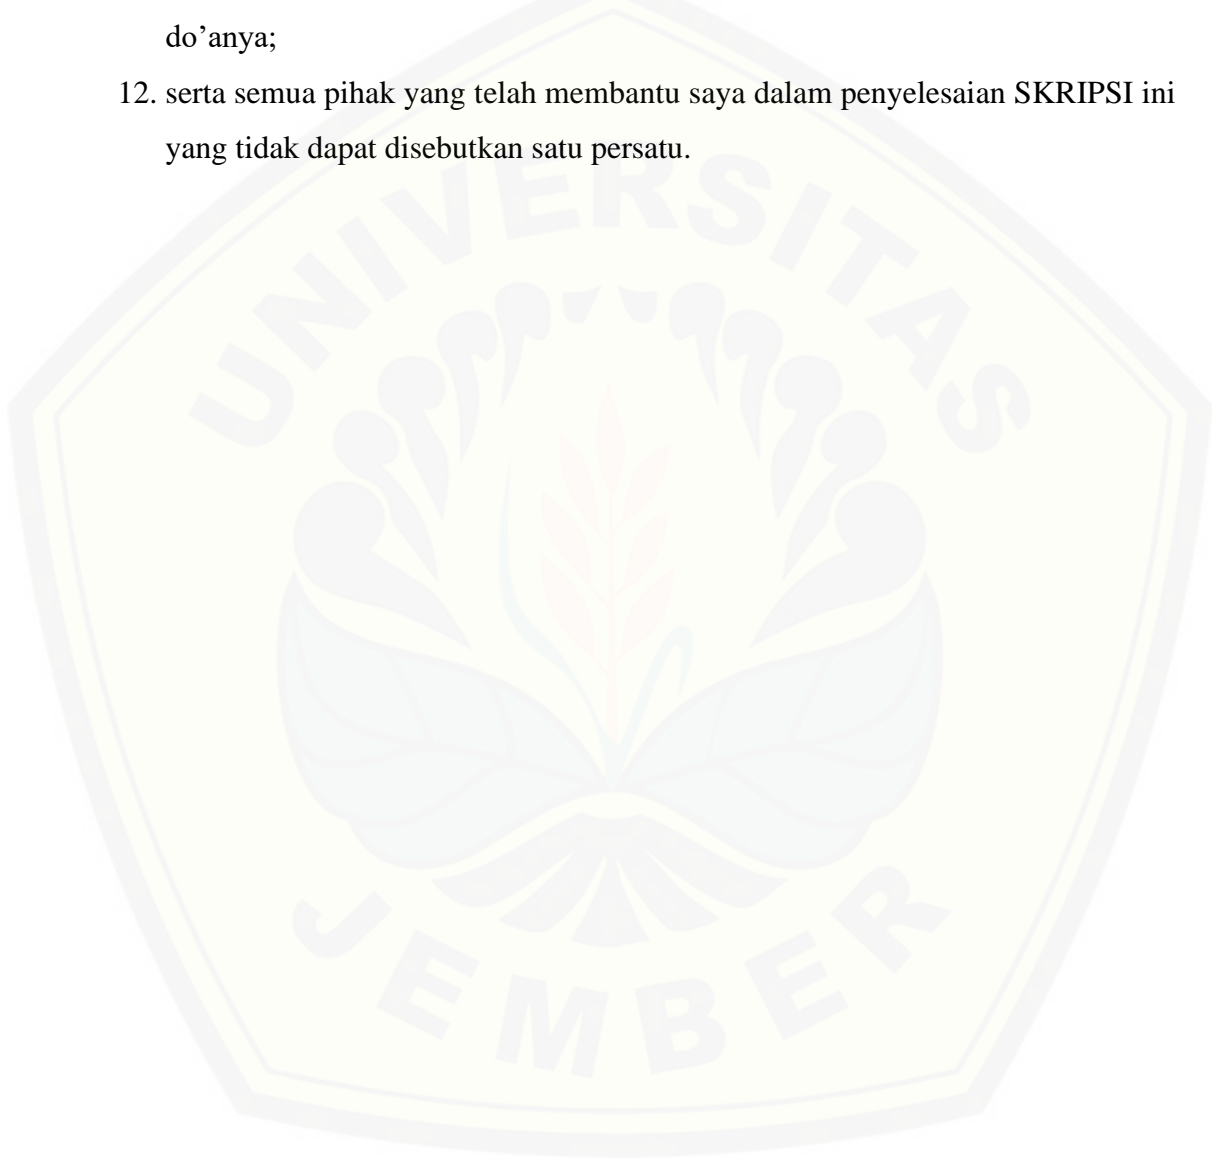 do’anya;
12. serta semua pihak yang telah membantu saya dalam penyelesaian SKRIPSI ini
yang tidak dapat disebutkan satu persatu.
UNIVERSITAS
JEMBER